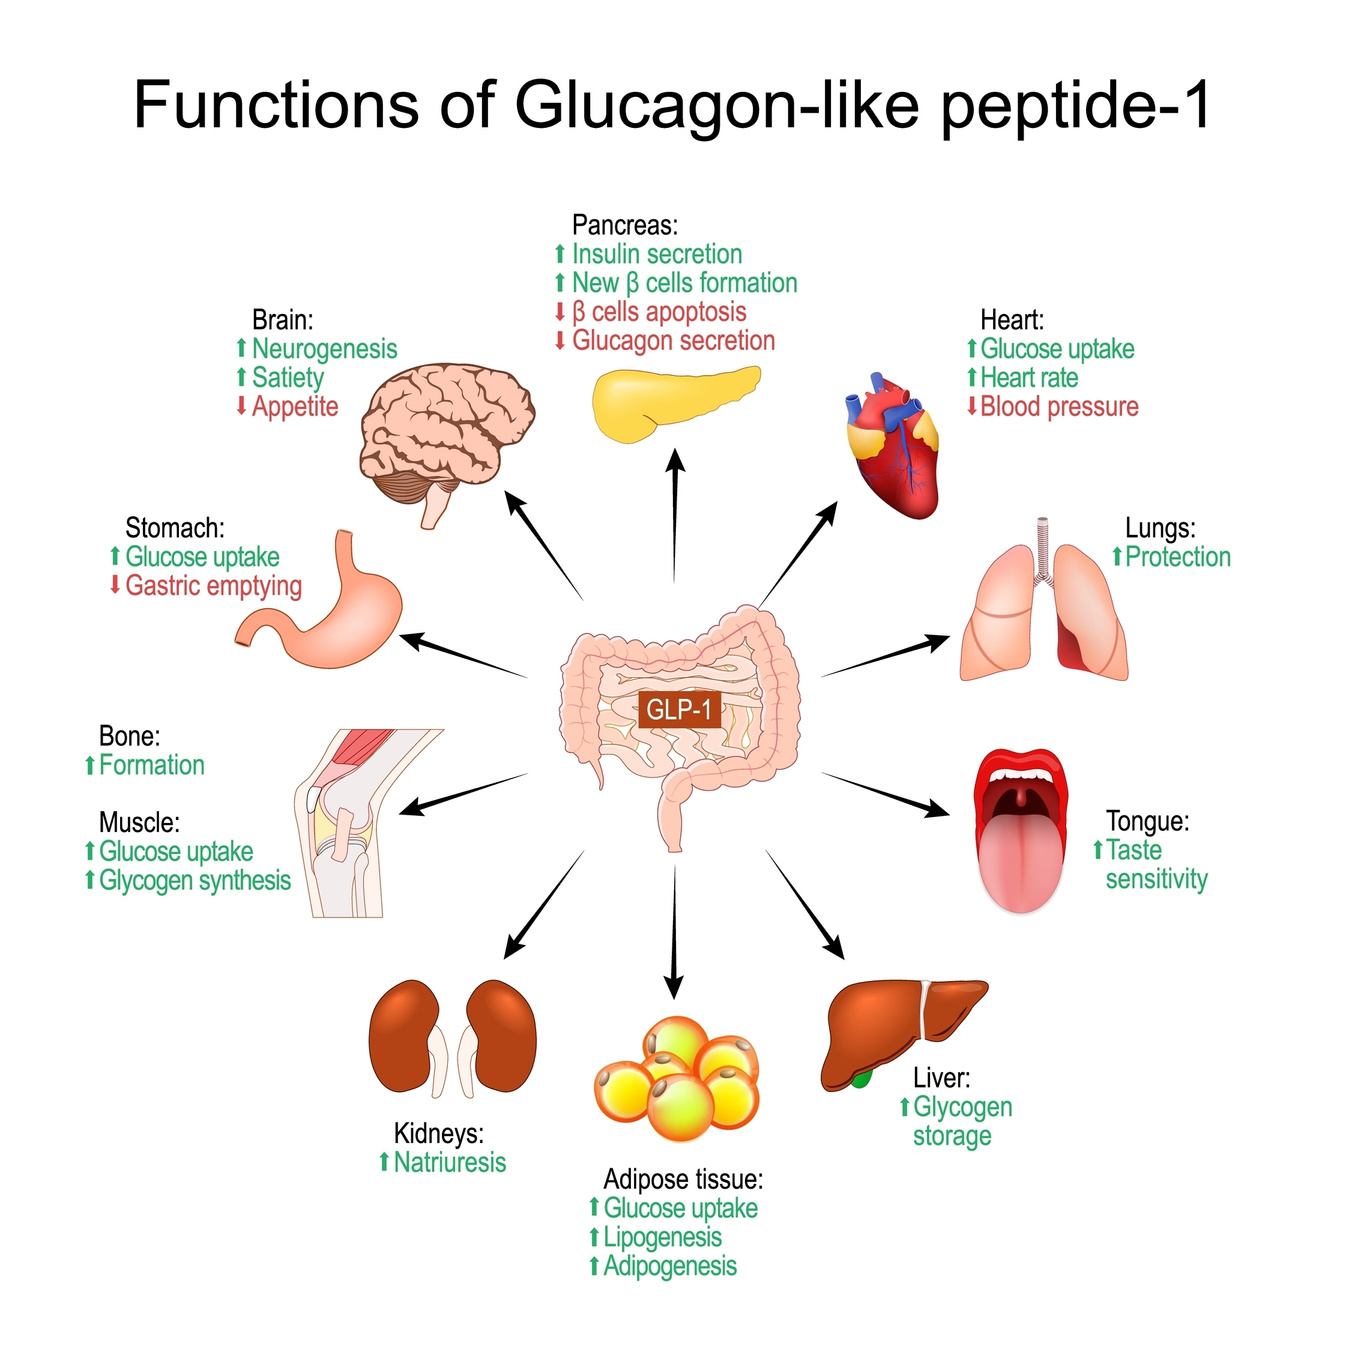 Functions of Glucagon-like peptide-1
Pancreas:
⬆ Insulin secretion
⬆ New β cells formation
⬇ β cells apoptosis
⬇ Glucagon secretion
Brain:
⬆ Neurogenesis
⬆ Satiety
⬇ Appetite
Heart:
⬆ Glucose uptake
⬆ Heart rate
⬇ Blood pressure
Stomach:
⬆ Glucose uptake
⬇ Gastric emptying
Lungs:
⬆ Protection
GLP-1
Bone:
⬆ Formation
Muscle:
⬆ Glucose uptake
⬆ Glycogen synthesis
Tongue:
⬆ Taste
sensitivity
Kidneys:
⬆ Natriuresis
Adipose tissue:
⬆ Glucose uptake
⬆ Lipogenesis
⬆ Adipogenesis
Liver:
⬆ Glycogen
storage